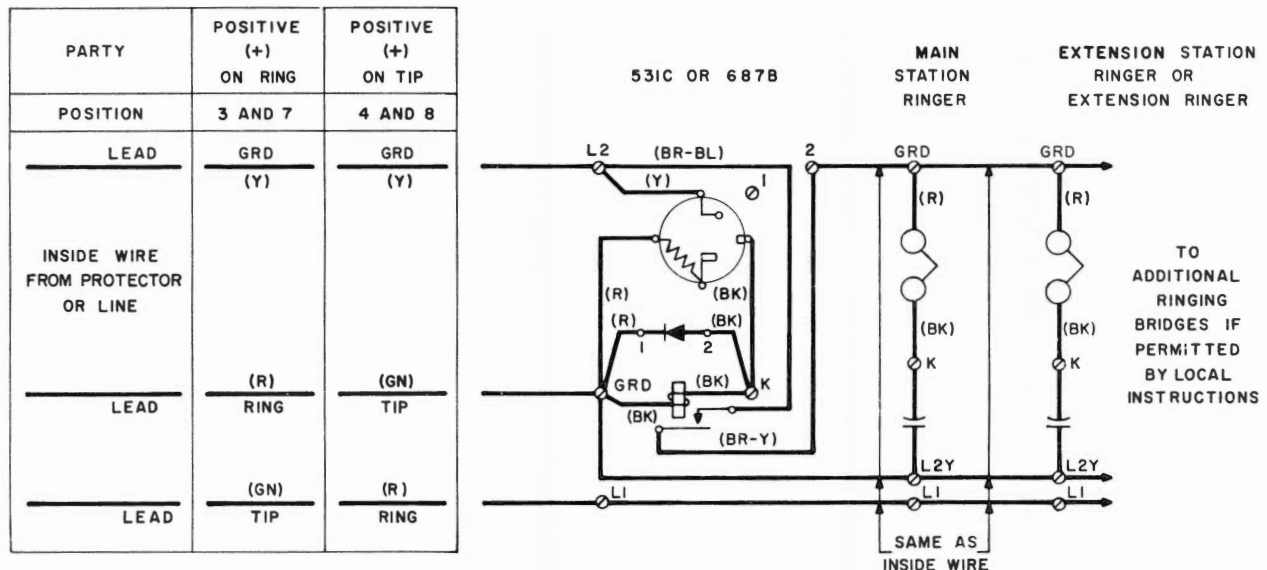 PARTY
POSITIVE
(+)
ON RING
POSITIVE
(+)
ON TIP
POSITION
3 AND 7
4 AND 8
LEAD
GRD
(Y)
GRD
(Y)
INSIDE WIRE
FROM PROTECTOR
OR LINE
(R)
(GN)
LEAD
RING
TIP
(GN)
(R)
LEAD
TIP
RING
531C OR 687B
MAIN
STATION
RINGER
EXTENSION STATION
RINGER OR
EXTENSION RINGER
L2
(BR-BL)
2
GRD
GRD
(Y)
1
(R)
(R)
(R)
(BK)
(R)
(BK)
1
2
(BK)
(BK)
GRD
(BK)
K
K
K
(BK)
(BR-Y)
L2Y
L2Y
L1
L1
L1
TO
ADDITIONAL
RINGING
BRIDGES IF
PERMITTED
BY LOCAL
INSTRUCTIONS
SAME AS
INSIDE WIRE